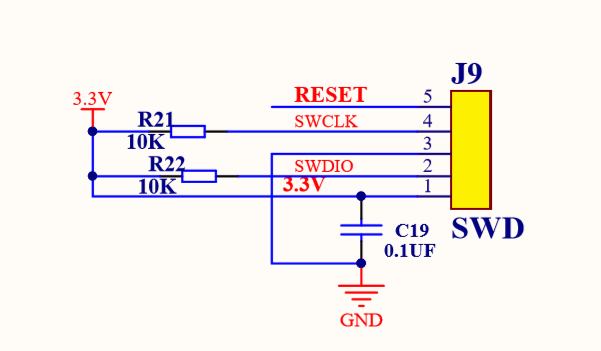 J9
RESET 5
3.3V
R21 SWCLK 4
10K 3
R22 SWDIO 2
10K 3.3V 1
C19 SWD
0.1UF
GND